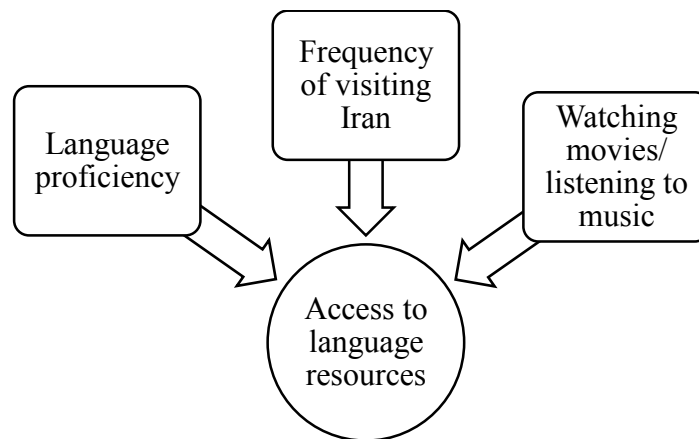 Language
proficiency
Frequency
of visiting
Iran
Watching
movies/
listening to
music
Access to
language
resources